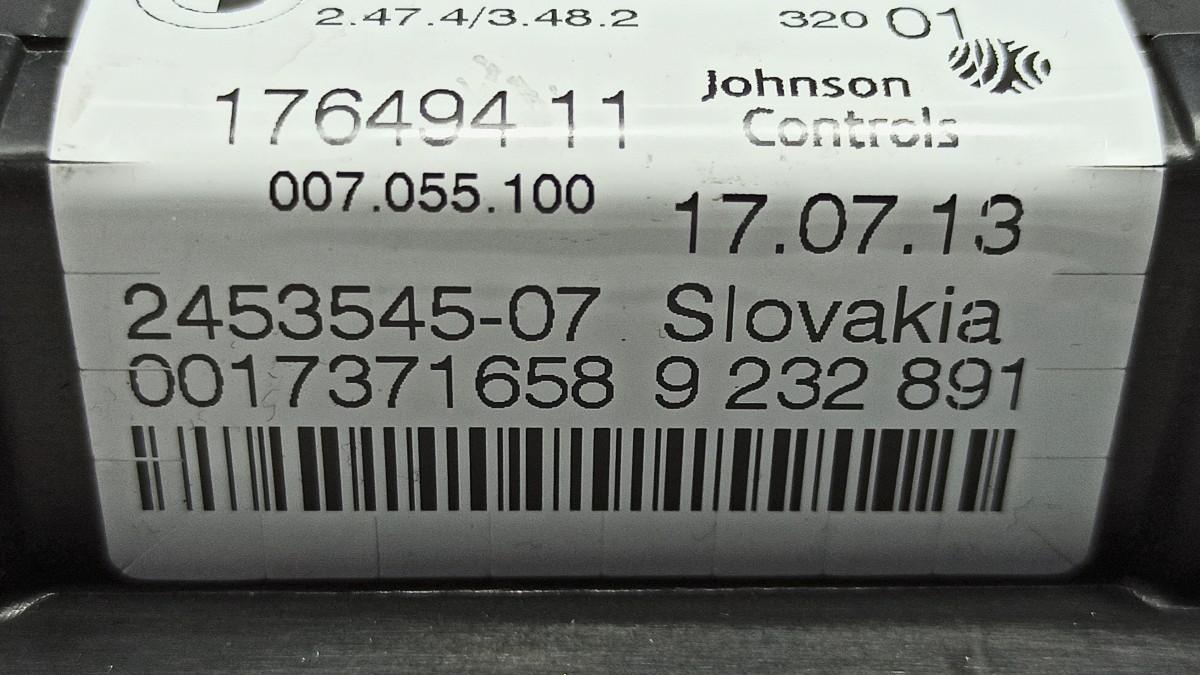 2.47.4/3.48.2 320 01
176494 11 Johnson
Controls
007.055.100 17.07.13
2453545-07 Slovakia
0017371658 9 232 891